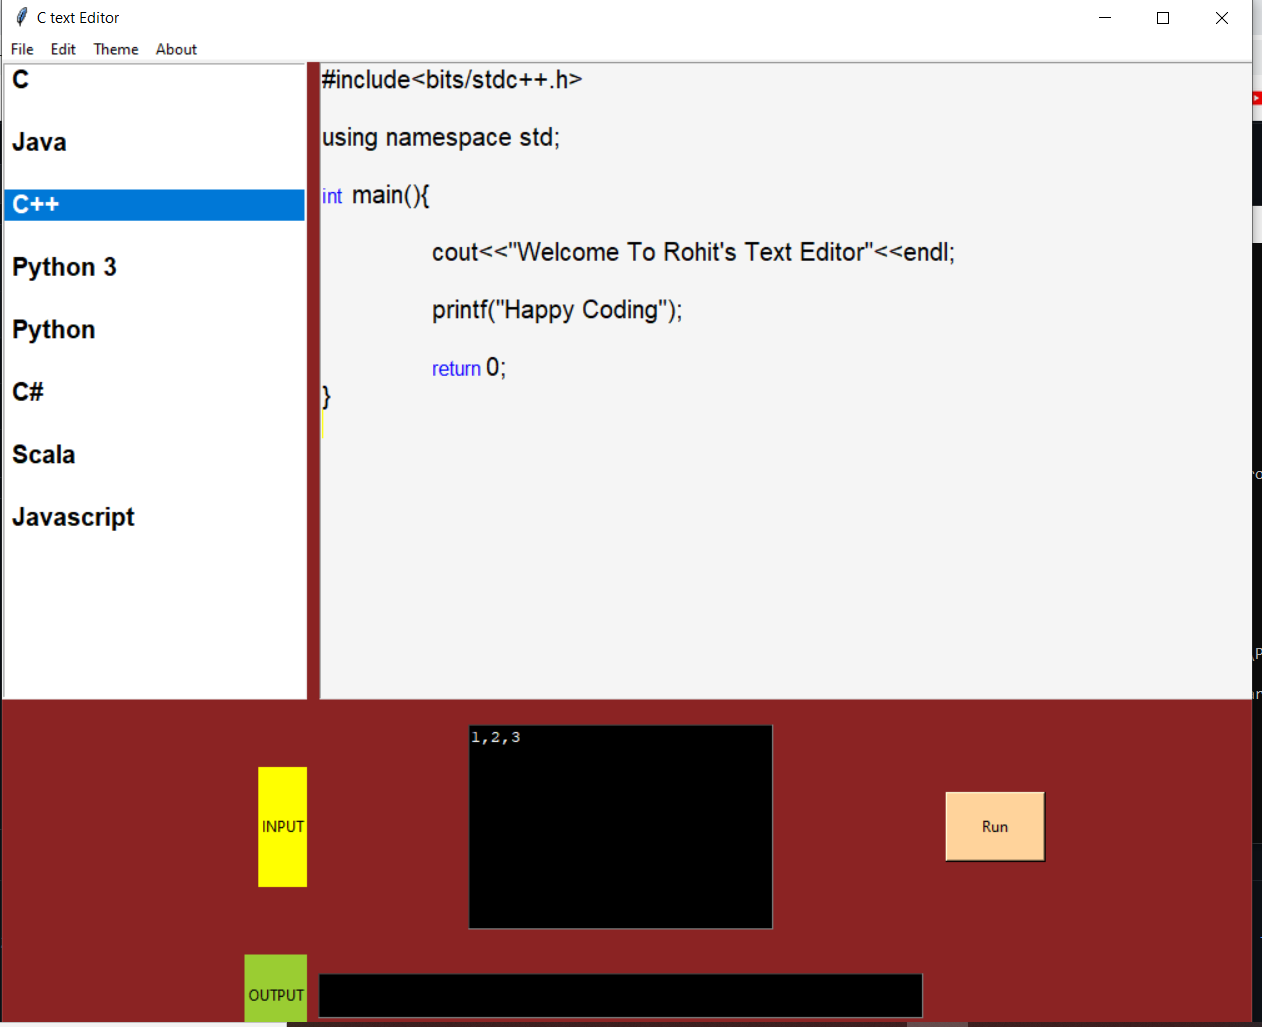 C text Editor
File Edit Theme About
C
Java
C++
Python 3
Python
C#
Scala
Javascript
#include<bits/stdc++.h>
using namespace std;
int main(){
cout<<"Welcome To Rohit's Text Editor"<<endl;
printf("Happy Coding");
return 0;
}
1,2,3
INPUT
Run
OUTPUT